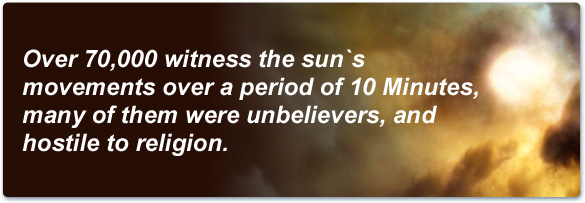 Over 70,000 witness the sun`s
movements over a period of 10 Minutes,
many of them were unbelievers, and
hostile to religion.